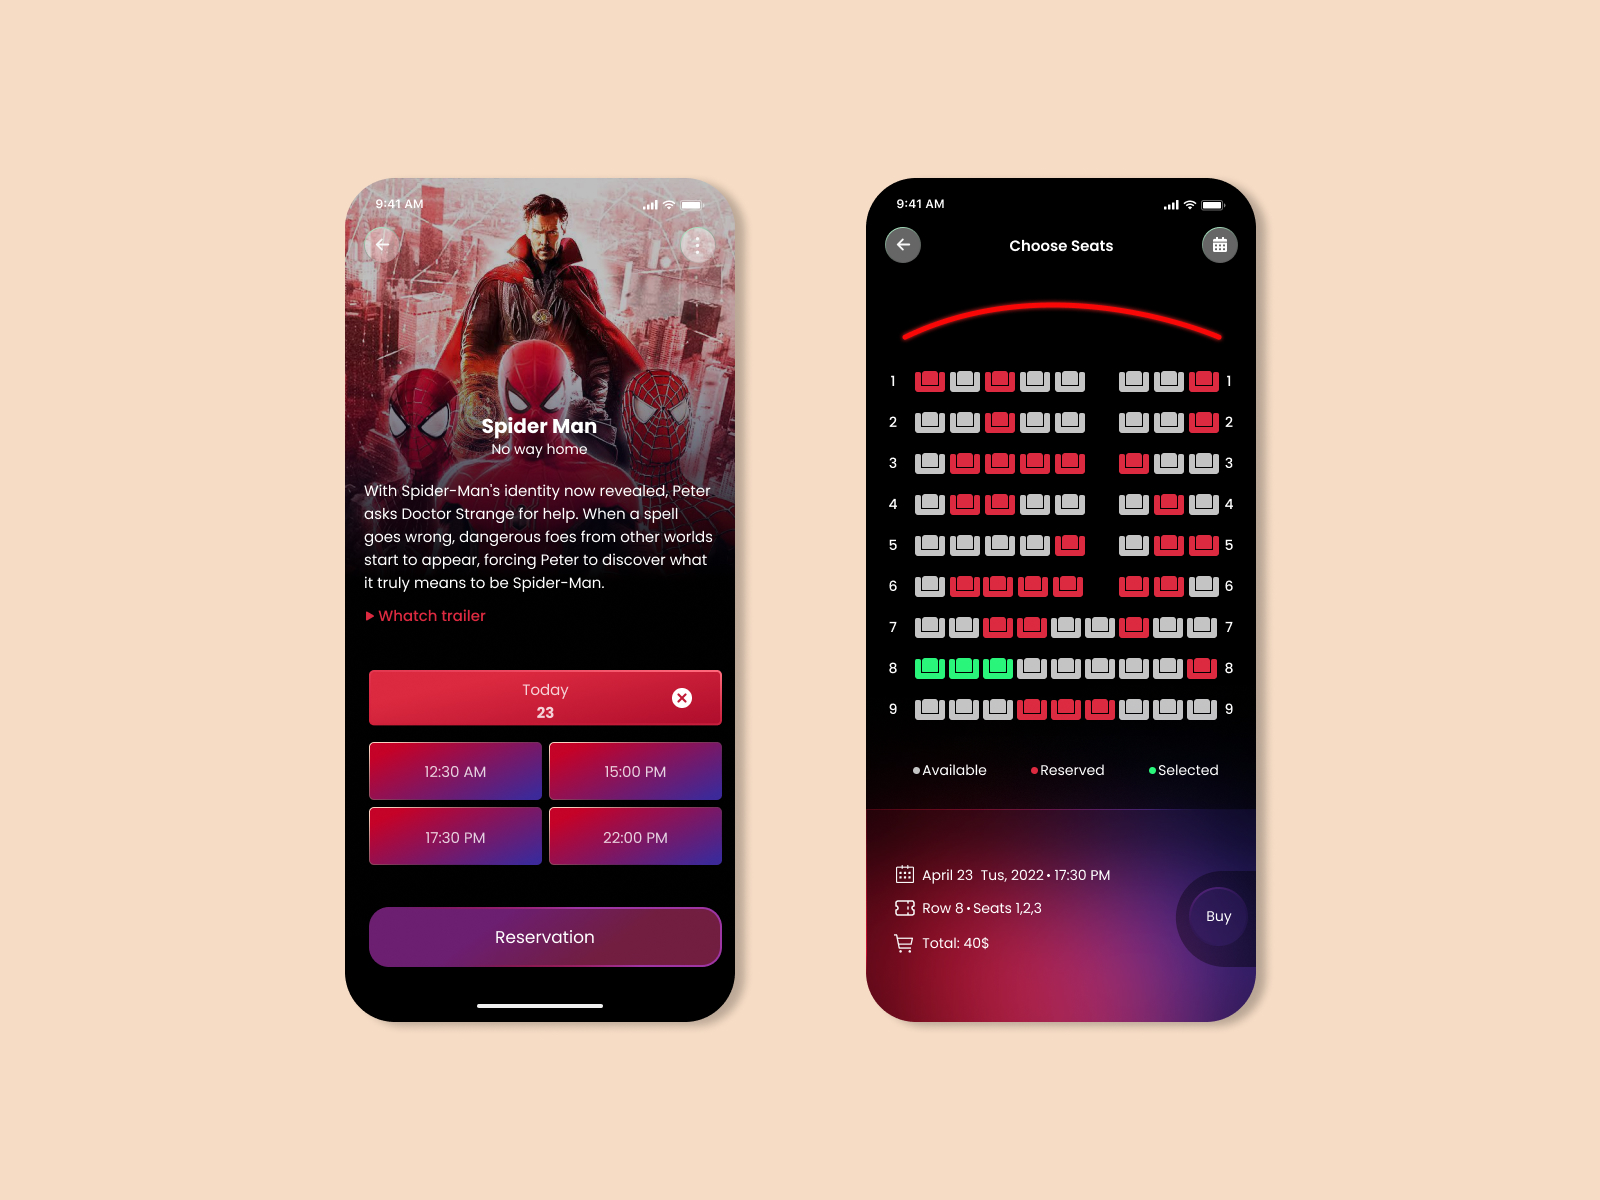 9:41 AM
Spider Man
No way home
With Spider-Man's identity now revealed, Peter
asks Doctor Strange for help. When a spell
goes wrong, dangerous foes from other worlds
start to appear, forcing Peter to discover what
it truly means to be Spider-Man.
Whatch trailer
Today
23
12:30 AM
15:00 PM
17:30 PM
22:00 PM
Reservation
9:41 AM
Choose Seats
1 1
2 2
3 3
4 4
5 5
6 6
7 7
8 8
9 9
Available Reserved Selected
April 23 Tus, 2022 • 17:30 PM
Row 8 • Seats 1,2,3
Total: 40$
Buy